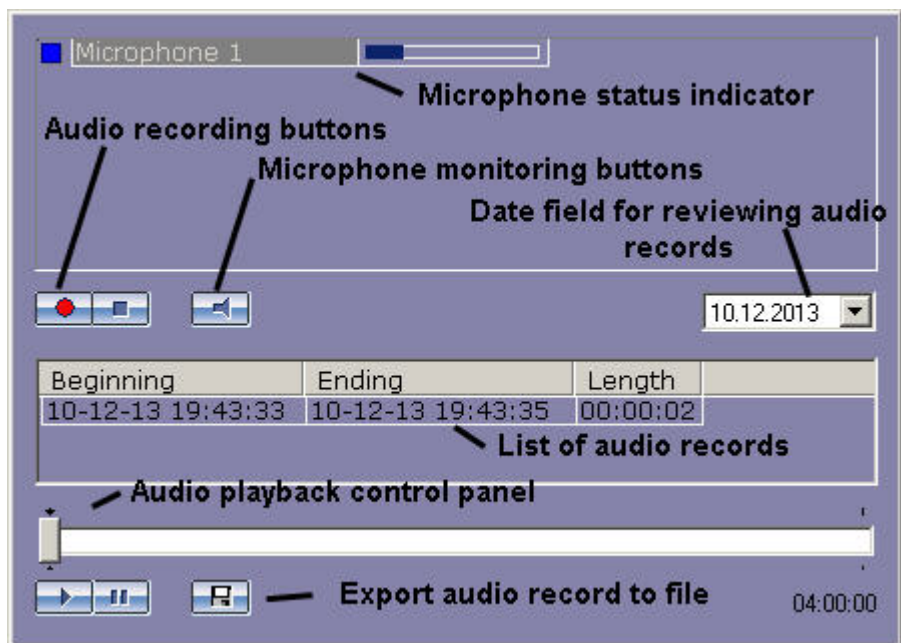 Microphone 1
Microphone status indicator
Audio recording buttons
Microphone monitoring buttons
Date field for reviewing audio
records
10.12.2013
Beginning Ending Length
10-12-13 19:43:33 10-12-13 19:43:35 00:00:02
List of audio records
Audio playback control panel
Export audio record to file
04:00:00